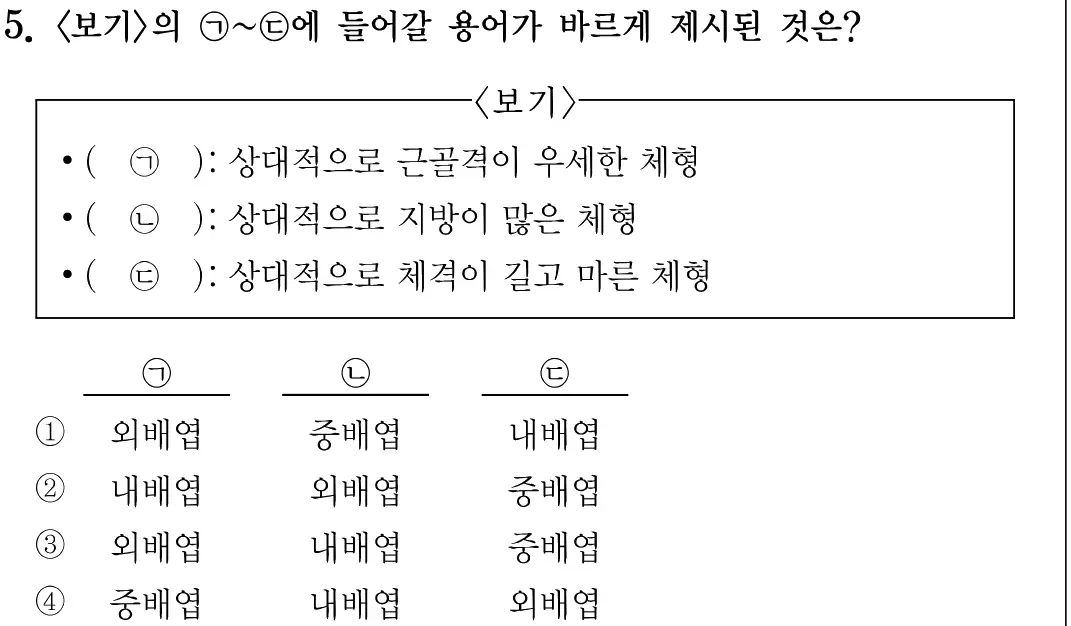 5. 〈보기〉의 ㉠~㉢에 들어갈 용어가 바르게 제시된 것은?
〈보기〉
• ( ㉠ ): 상대적으로 근골격이 우세한 체형
• ( ㉡ ): 상대적으로 지방이 많은 체형
• ( ㉢ ): 상대적으로 체격이 길고 마른 체형
㉠ ㉡ ㉢
① 외배엽 중배엽 내배엽
② 내배엽 외배엽 중배엽
③ 외배엽 내배엽 중배엽
④ 중배엽 내배엽 외배엽